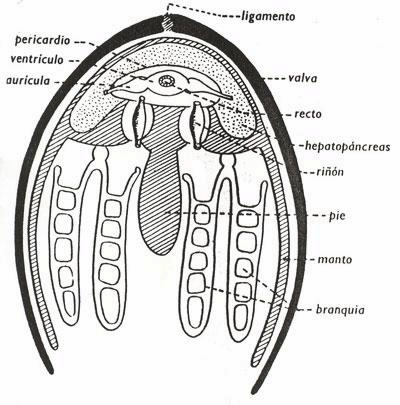 ligamento
pericardio
ventrículo
aurícula
valva
recto
hepatopáncreas
riñón
pie
manto
branquia